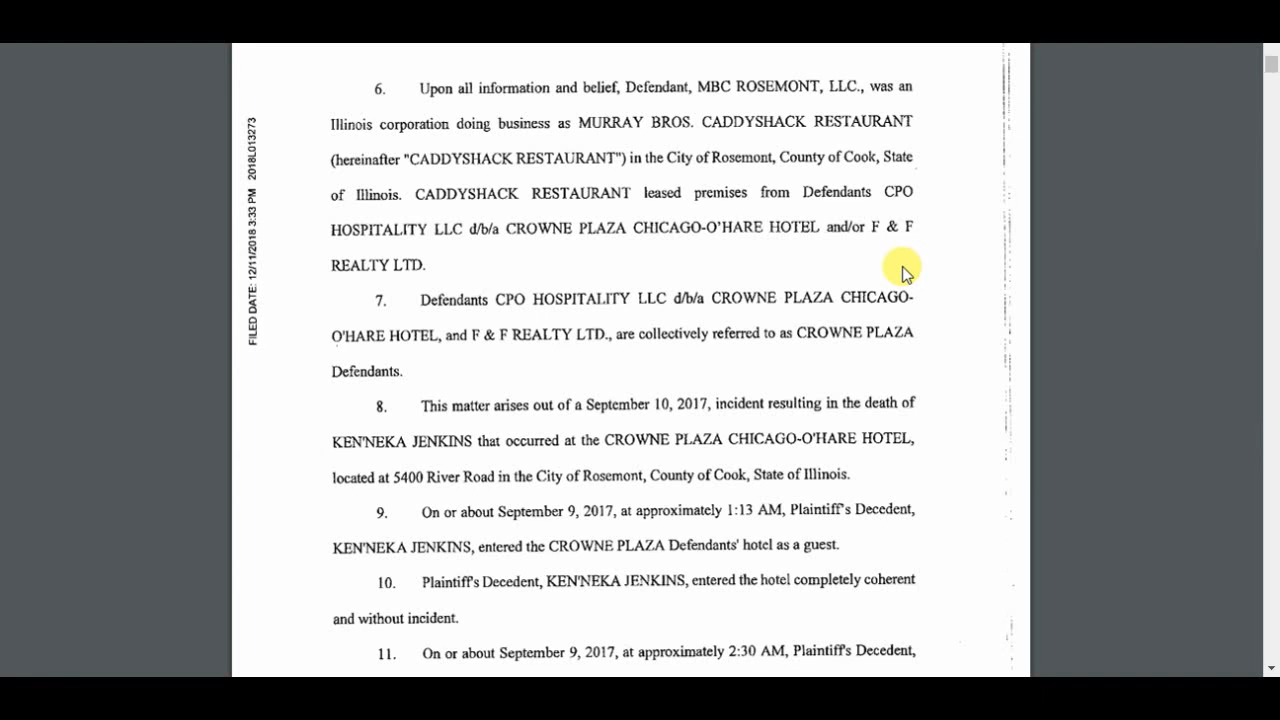 6. Upon all information and belief, Defendant, MBC ROSEMONT, LLC., was an
Illinois corporation doing business as MURRAY BROS. CADDYSHACK RESTAURANT
(hereinafter "CADDYSHACK RESTAURANT") in the City of Rosemont, County of Cook, State
of Illinois. CADDYSHACK RESTAURANT leased premises from Defendants CPO
HOSPITALITY LLC d/b/a CROWNE PLAZA CHICAGO-O'HARE HOTEL and/or F & F
REALTY LTD.
7. Defendants CPO HOSPITALITY LLC d/b/a CROWNE PLAZA CHICAGO-
O'HARE HOTEL, and F & F REALTY LTD., are collectively referred to as CROWNE PLAZA
Defendants.
8. This matter arises out of a September 10, 2017, incident resulting in the death of
KEN'NEKA JENKINS that occurred at the CROWNE PLAZA CHICAGO-O'HARE HOTEL,
located at 5400 River Road in the City of Rosemont, County of Cook, State of Illinois.
9. On or about September 9, 2017, at approximately 1:13 AM, Plaintiff's Decedent,
KEN'NEKA JENKINS, entered the CROWNE PLAZA Defendants' hotel as a guest.
10. Plaintiff's Decedent, KEN'NEKA JENKINS, entered the hotel completely coherent
and without incident.
11. On or about September 9, 2017, at approximately 2:30 AM, Plaintiff's Decedent,
FILED DATE: 12/11/2018 3:33 PM 2018L013273